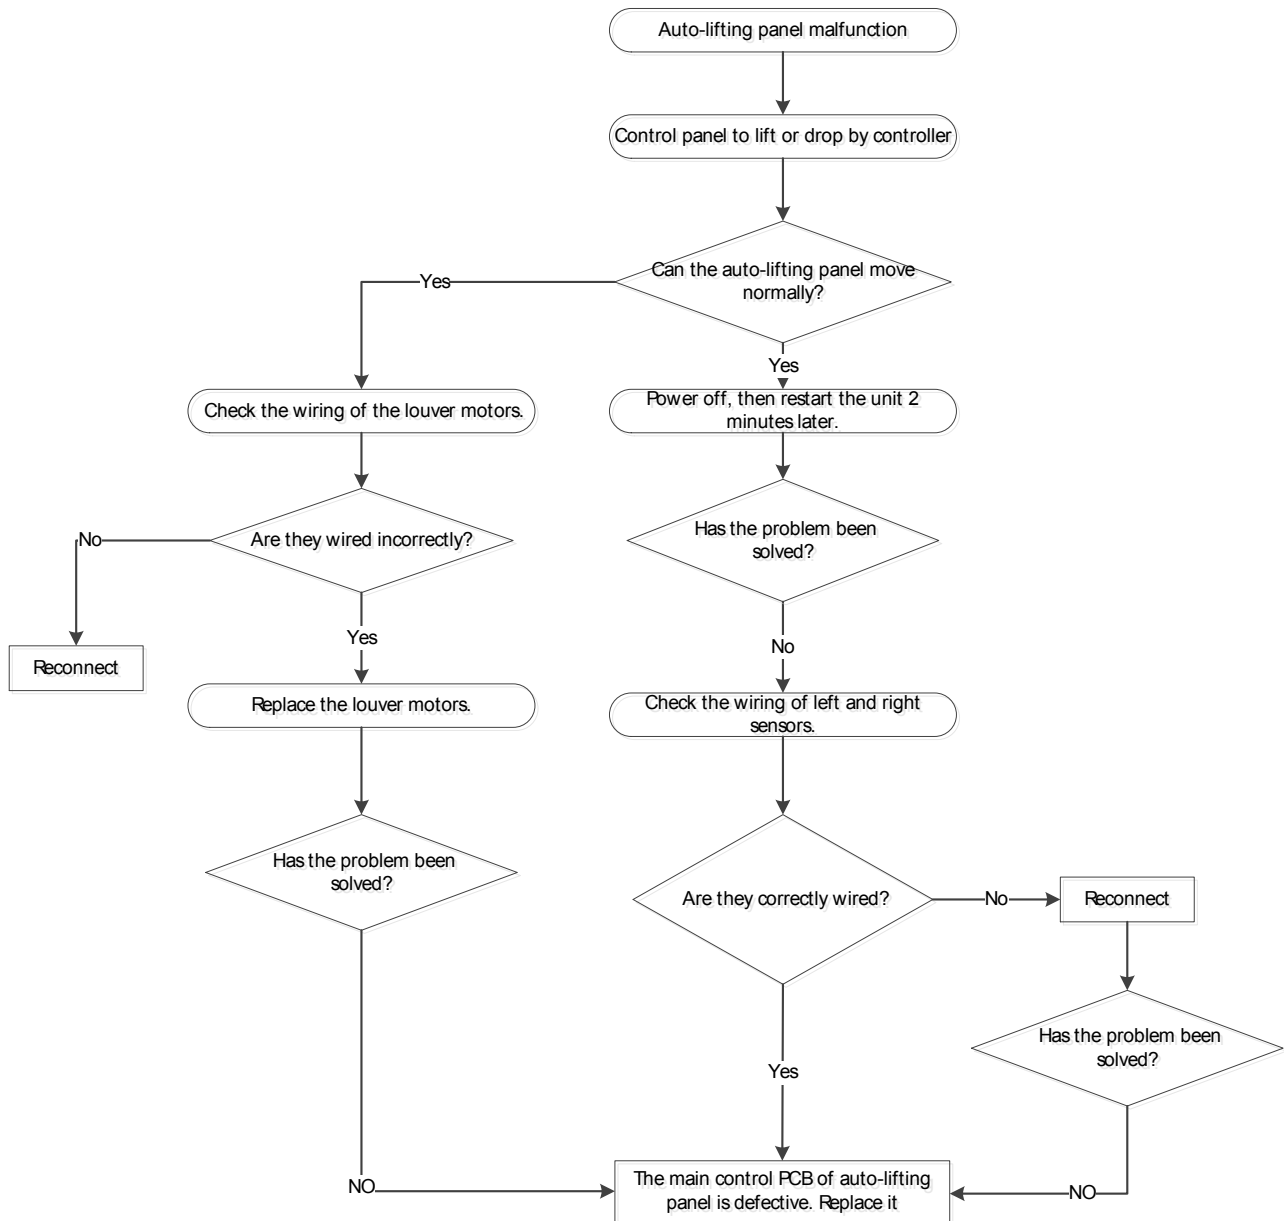 Auto-lifting panel malfunction
Control panel to lift or drop by controller
Can the auto-lifting panel move
normally?
Yes
Yes
Check the wiring of the louver motors.
Power off, then restart the unit 2
minutes later.
Are they wired incorrectly?
Has the problem been
solved?
No
Yes
No
Reconnect
Replace the louver motors.
Check the wiring of left and right
sensors.
Has the problem been
solved?
Are they correctly wired?
No
Reconnect
Has the problem been
solved?
Yes
NO
The main control PCB of auto-lifting
panel is defective. Replace it
NO